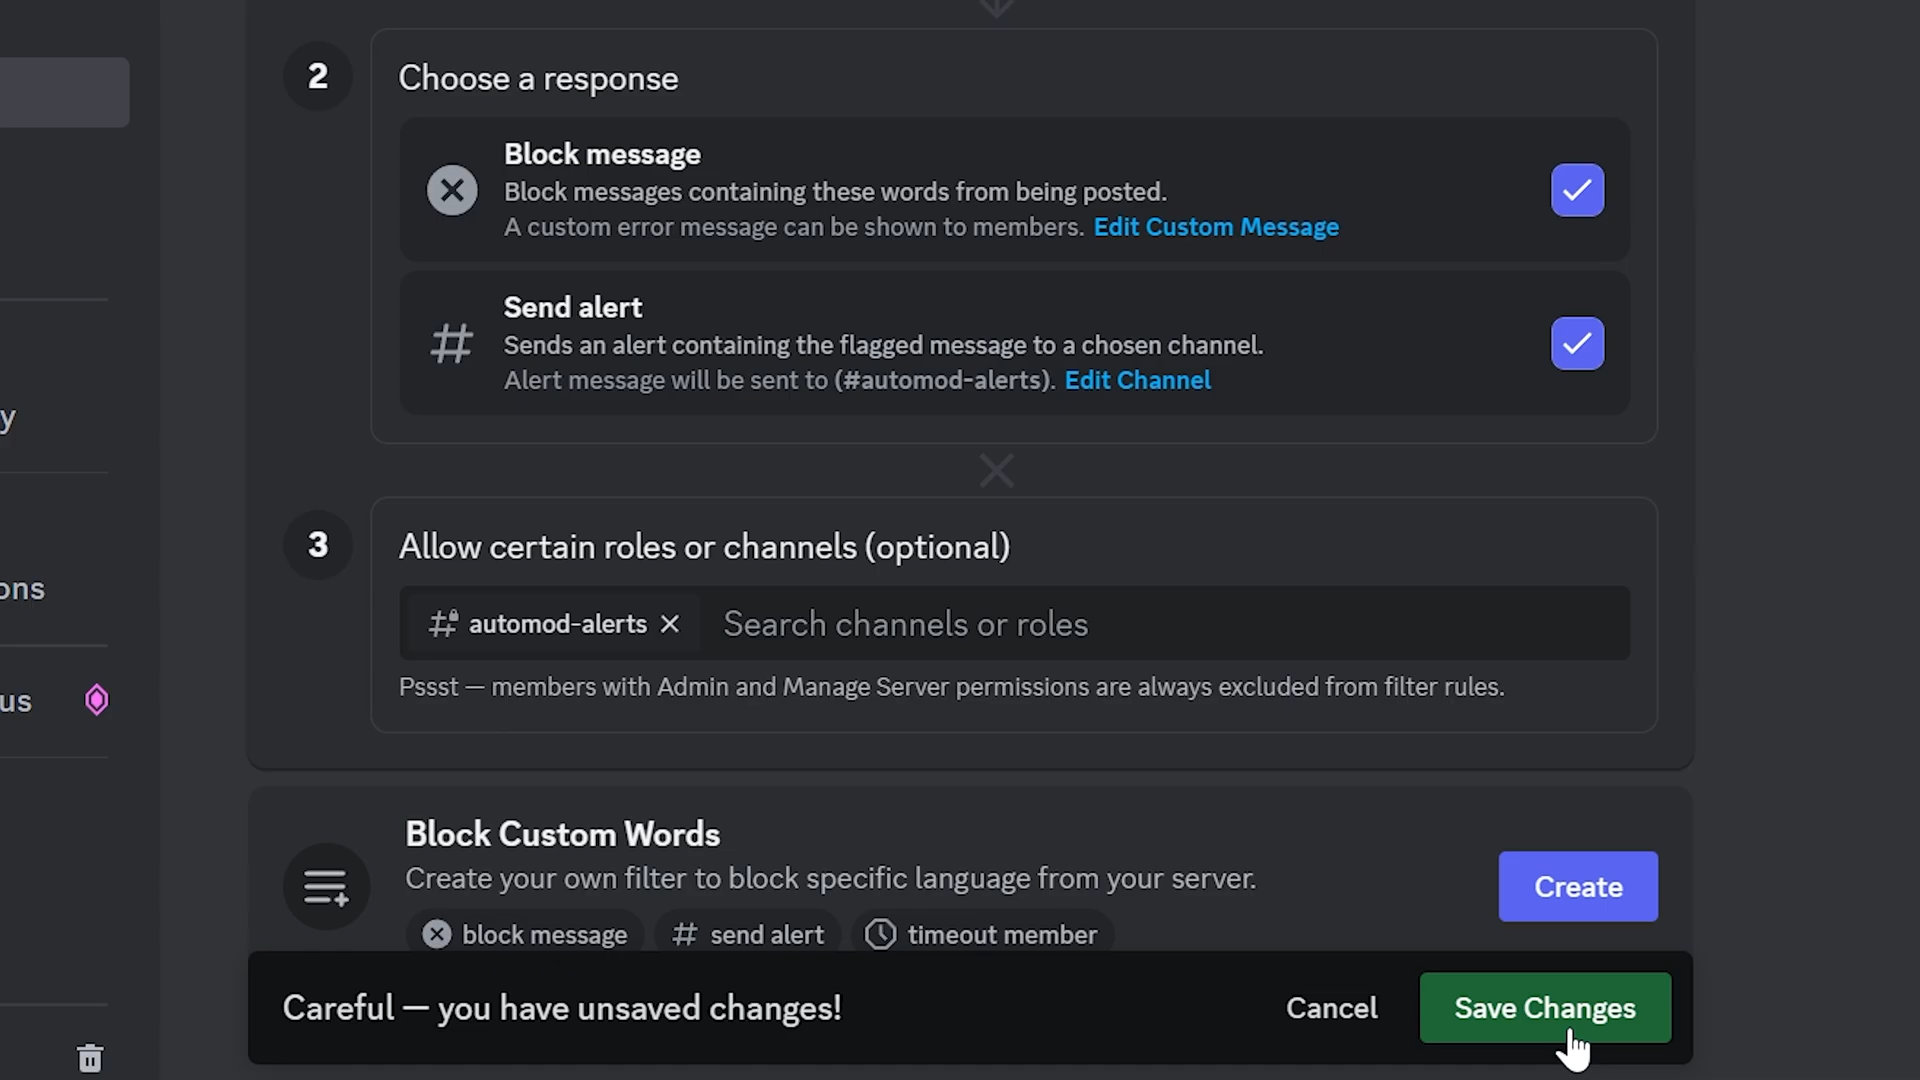 2
Choose a response
Block message
Block messages containing these words from being posted.
A custom error message can be shown to members. Edit Custom Message
Send alert
Sends an alert containing the flagged message to a chosen channel.
Alert message will be sent to (#automod-alerts). Edit Channel
y
3
Allow certain roles or channels (optional)
automod-alerts Search channels or roles
ons
Pssst — members with Admin and Manage Server permissions are always excluded from filter rules.
us
Block Custom Words
Create your own filter to block specific language from your server.
Create
block message send alert timeout member
Careful — you have unsaved changes! Cancel Save Changes